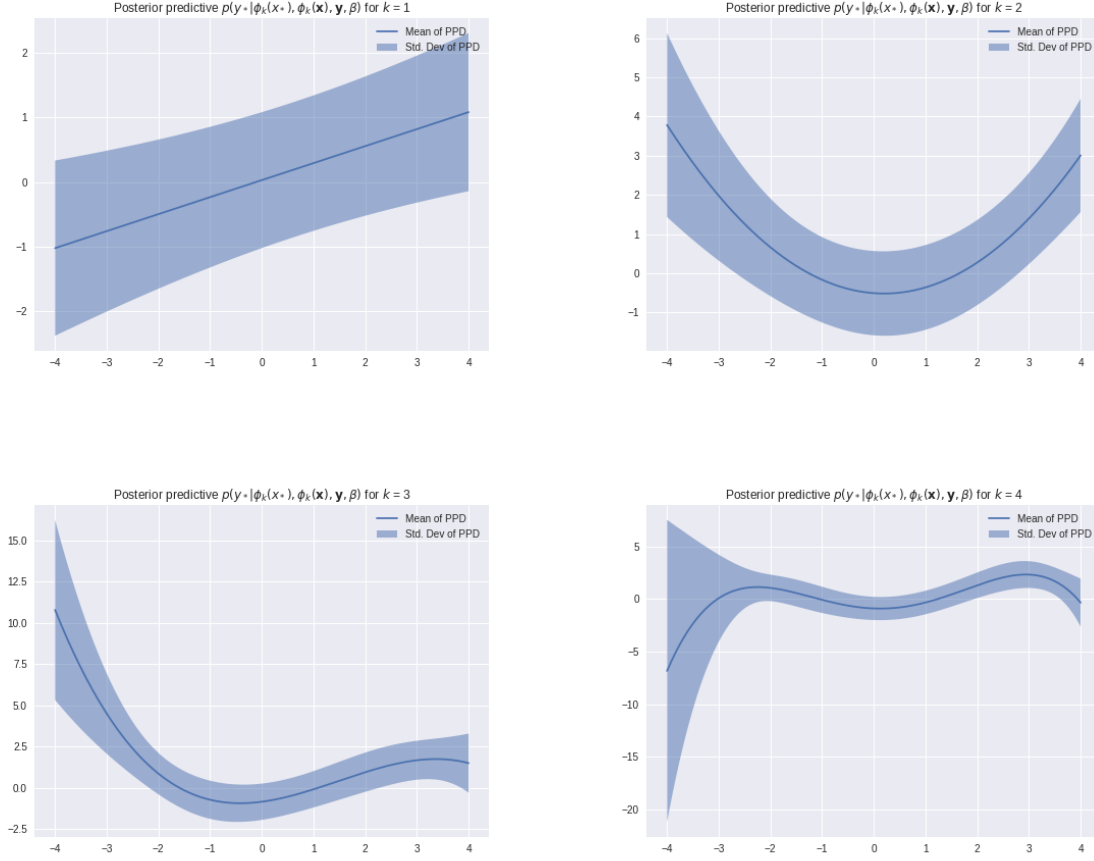 Posterior predictive p(y*|ϕk(x*), ϕk(x), y, β) for k = 1
Mean of PPD
Std. Dev of PPD
2
1
0
−1
−2
−4 −3 −2 −1 0 1 2 3 4
Posterior predictive p(y*|ϕk(x*), ϕk(x), y, β) for k = 2
Mean of PPD
Std. Dev of PPD
6
5
4
3
2
1
0
−1
−4 −3 −2 −1 0 1 2 3 4
Posterior predictive p(y*|ϕk(x*), ϕk(x), y, β) for k = 3
Mean of PPD
Std. Dev of PPD
15.0
12.5
10.0
7.5
5.0
2.5
0.0
−2.5
−4 −3 −2 −1 0 1 2 3 4
Posterior predictive p(y*|ϕk(x*), ϕk(x), y, β) for k = 4
Mean of PPD
Std. Dev of PPD
5
0
−5
−10
−15
−20
−4 −3 −2 −1 0 1 2 3 4